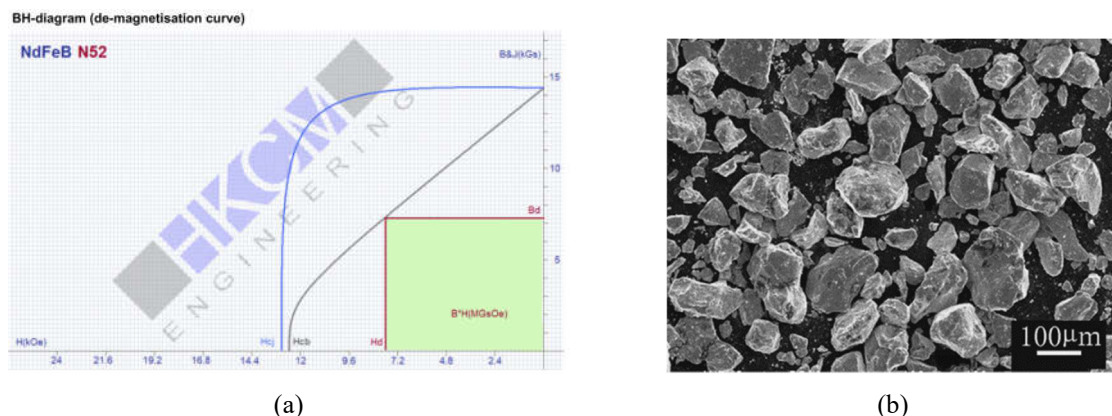 BH-diagram (de-magnetisation curve)
NdFeB N52
B&J(kGs)
15
10
Bd
5
B*H(MGsOe)
H(kOe)
Hcj
Hcb
Hd
24
21.6
19.2
16.8
14.4
12
9.6
7.2
4.8
2.4
HKCM
ENGINEERING
100μm
(a)
(b)